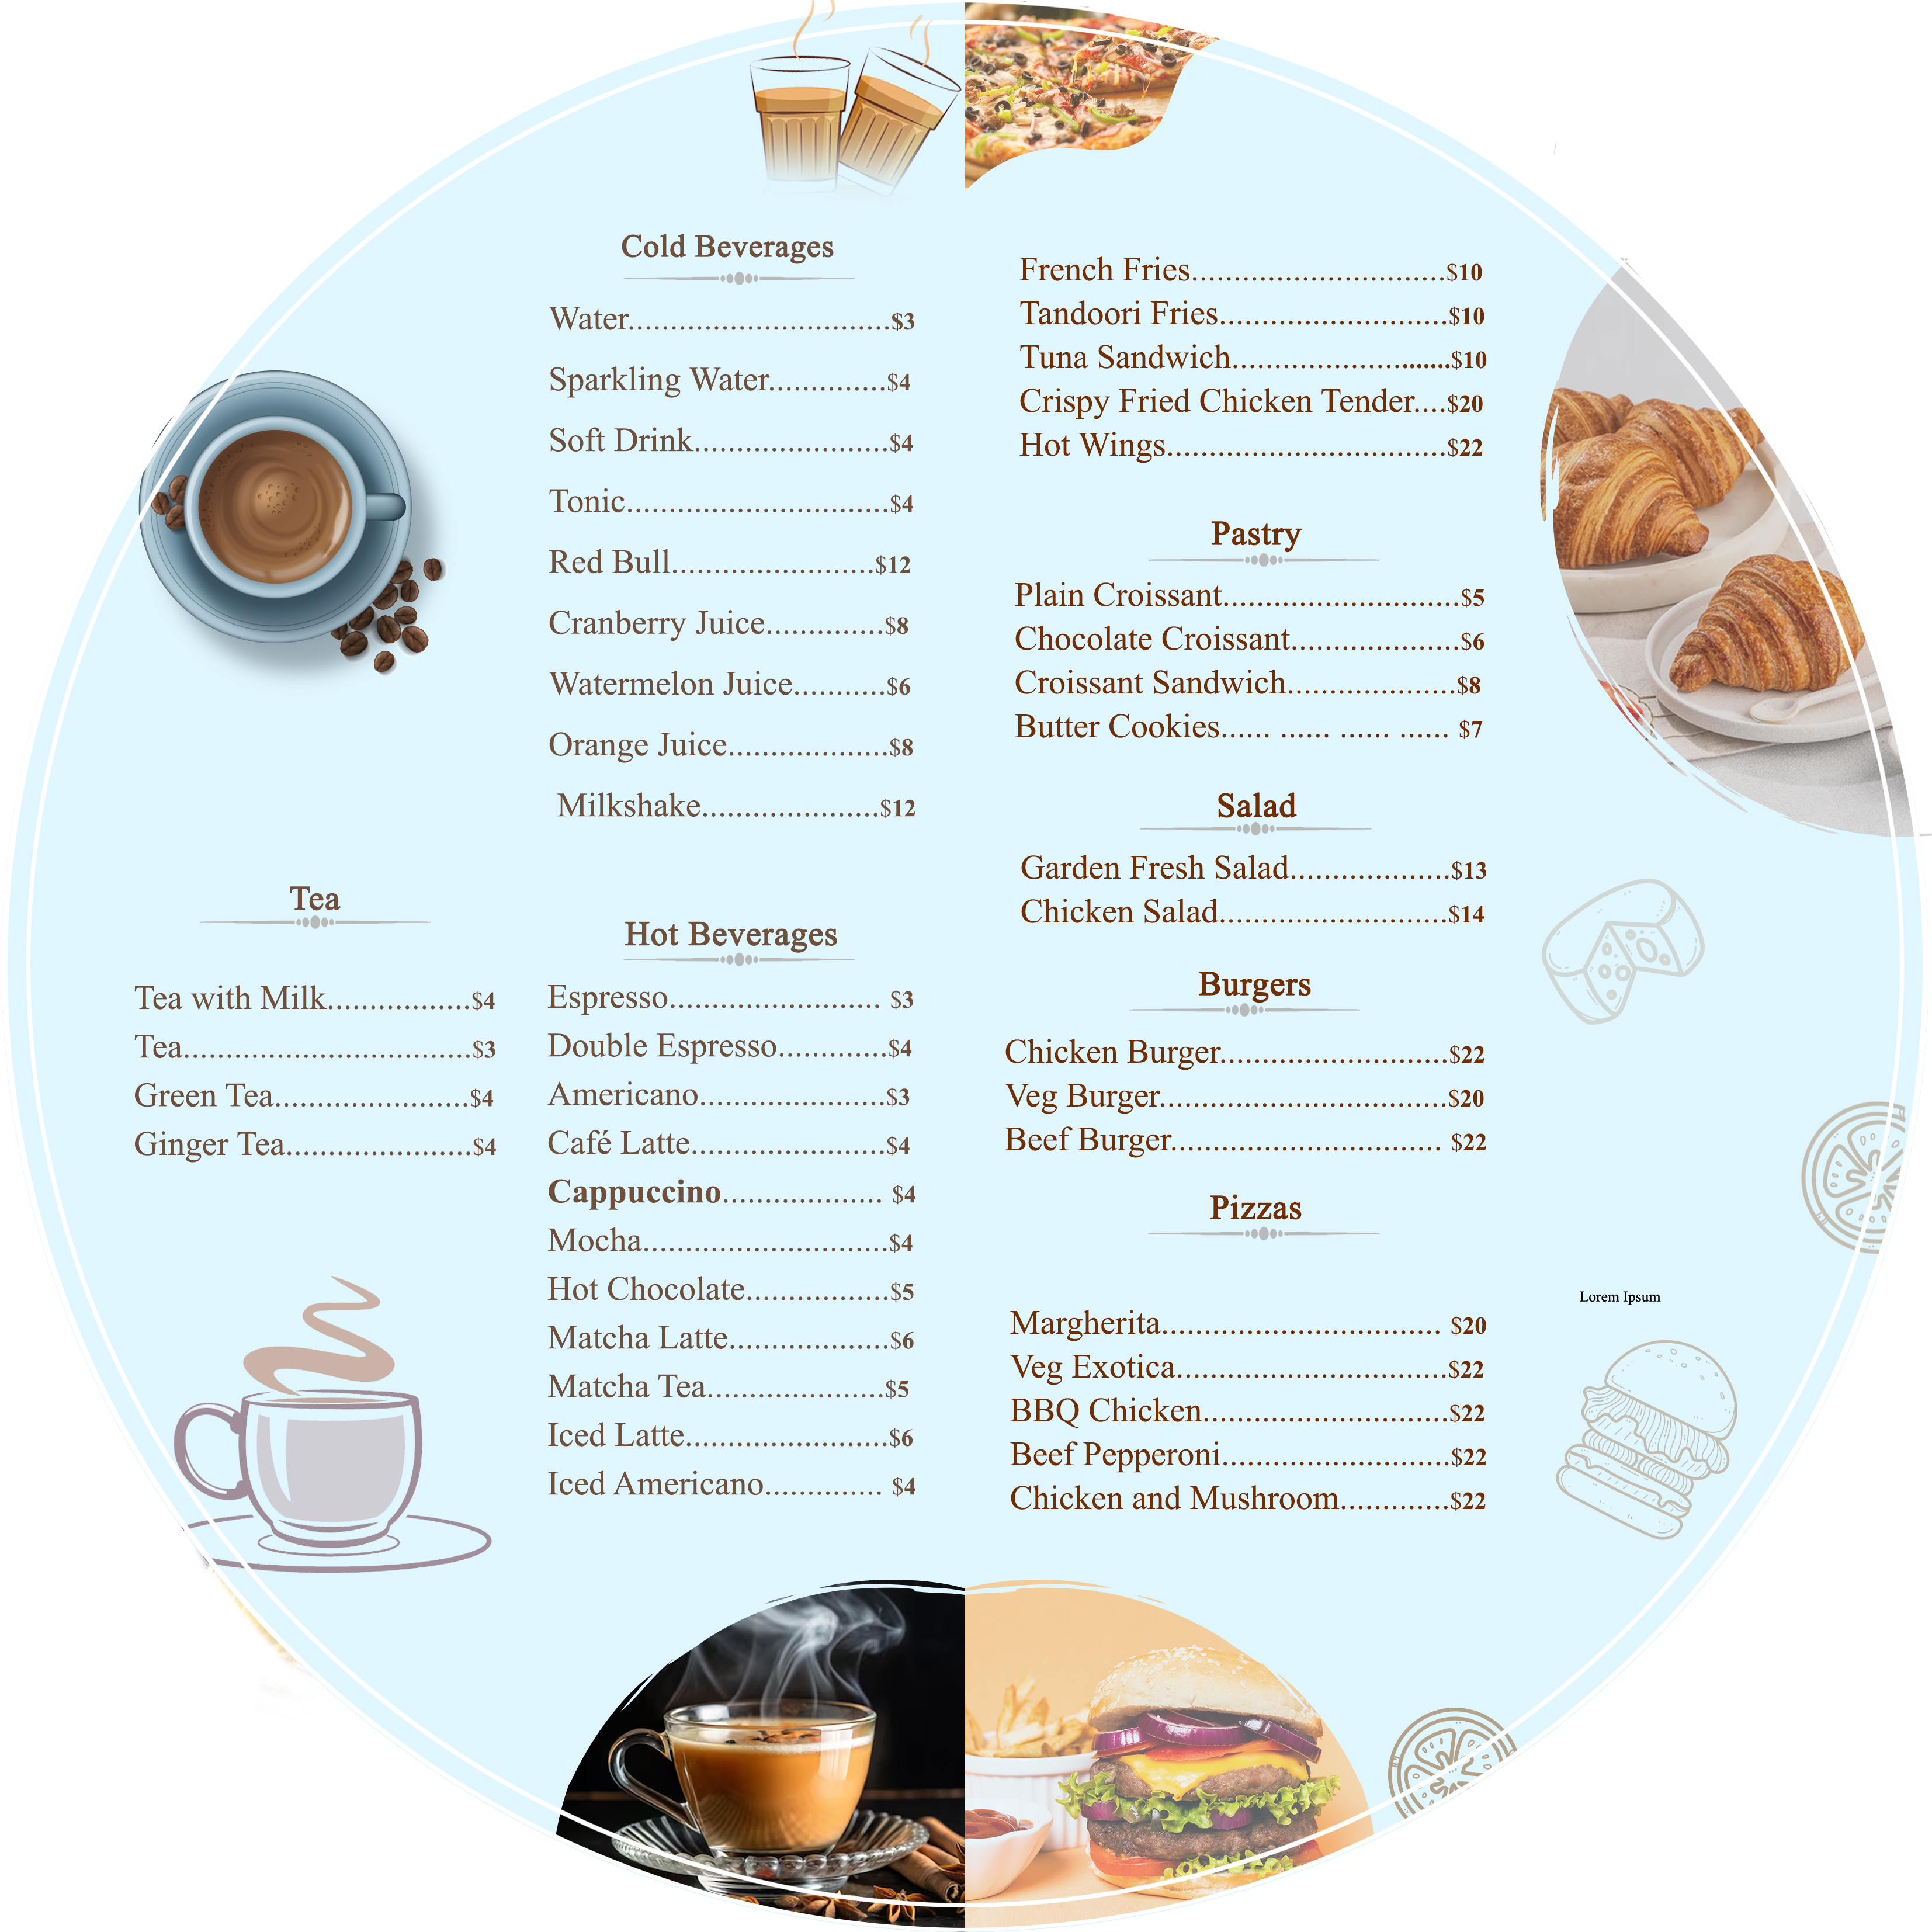 Cold Beverages
Water...............................$3
Sparkling Water..............$4
Soft Drink.......................$4
Tonic...............................$4
Red Bull........................$12
Cranberry Juice..............$8
Watermelon Juice...........$6
Orange Juice...................$8
Milkshake.....................$12
Tea
Tea with Milk.................$4
Tea..................................$3
Green Tea.......................$4
Ginger Tea......................$4
Hot Beverages
Espresso......................... $3
Double Espresso.............$4
Americano......................$3
Café Latte.......................$4
Cappuccino................... $4
Mocha.............................$4
Hot Chocolate.................$5
Matcha Latte...................$6
Matcha Tea.....................$5
Iced Latte........................$6
Iced Americano.............. $4
French Fries..............................$10
Tandoori Fries...........................$10
Tuna Sandwich..........................$10
Crispy Fried Chicken Tender....$20
Hot Wings.................................$22
Pastry
Plain Croissant............................$5
Chocolate Croissant....................$6
Croissant Sandwich....................$8
Butter Cookies...... ...... ...... ...... $7
Salad
Garden Fresh Salad...................$13
Chicken Salad...........................$14
Burgers
Chicken Burger...........................$22
Veg Burger..................................$20
Beef Burger................................ $22
Pizzas
Margherita................................. $20
Veg Exotica................................$22
BBQ Chicken.............................$22
Beef Pepperoni...........................$22
Chicken and Mushroom.............$22
Lorem Ipsum